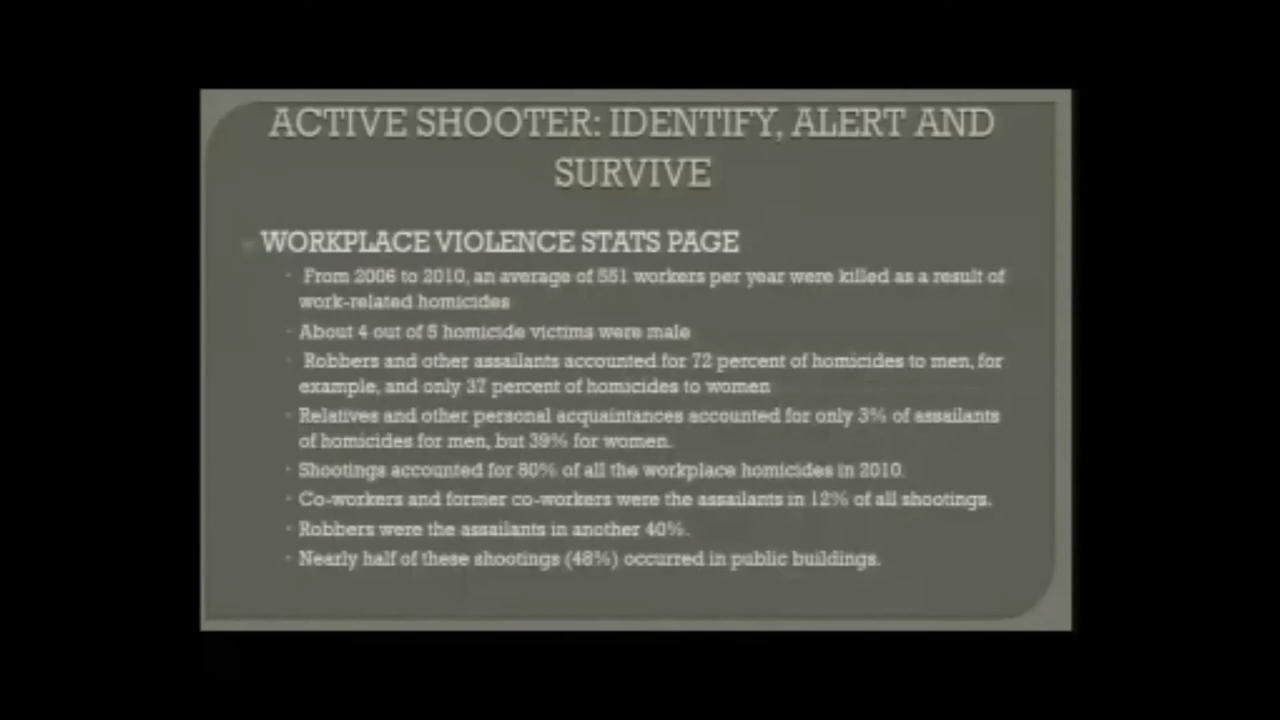 ACTIVE SHOOTER: IDENTIFY, ALERT AND
SURVIVE
WORKPLACE VIOLENCE STATS PAGE
From 2006 to 2010, an average of 551 workers per year were killed as a result of
work-related homicides
About 4 out of 5 homicide victims were male
Robbers and other assailants accounted for 72 percent of homicides to men, for
example, and only 37 percent of homicides to women
Relatives and other personal acquaintances accounted for only 3% of assailants
of homicides for men, but 39% for women.
Shootings accounted for 80% of all the workplace homicides in 2010.
Co-workers and former co-workers were the assailants in 12% of all shootings.
Robbers were the assailants in another 40%.
Nearly half of these shootings (48%) occurred in public buildings.